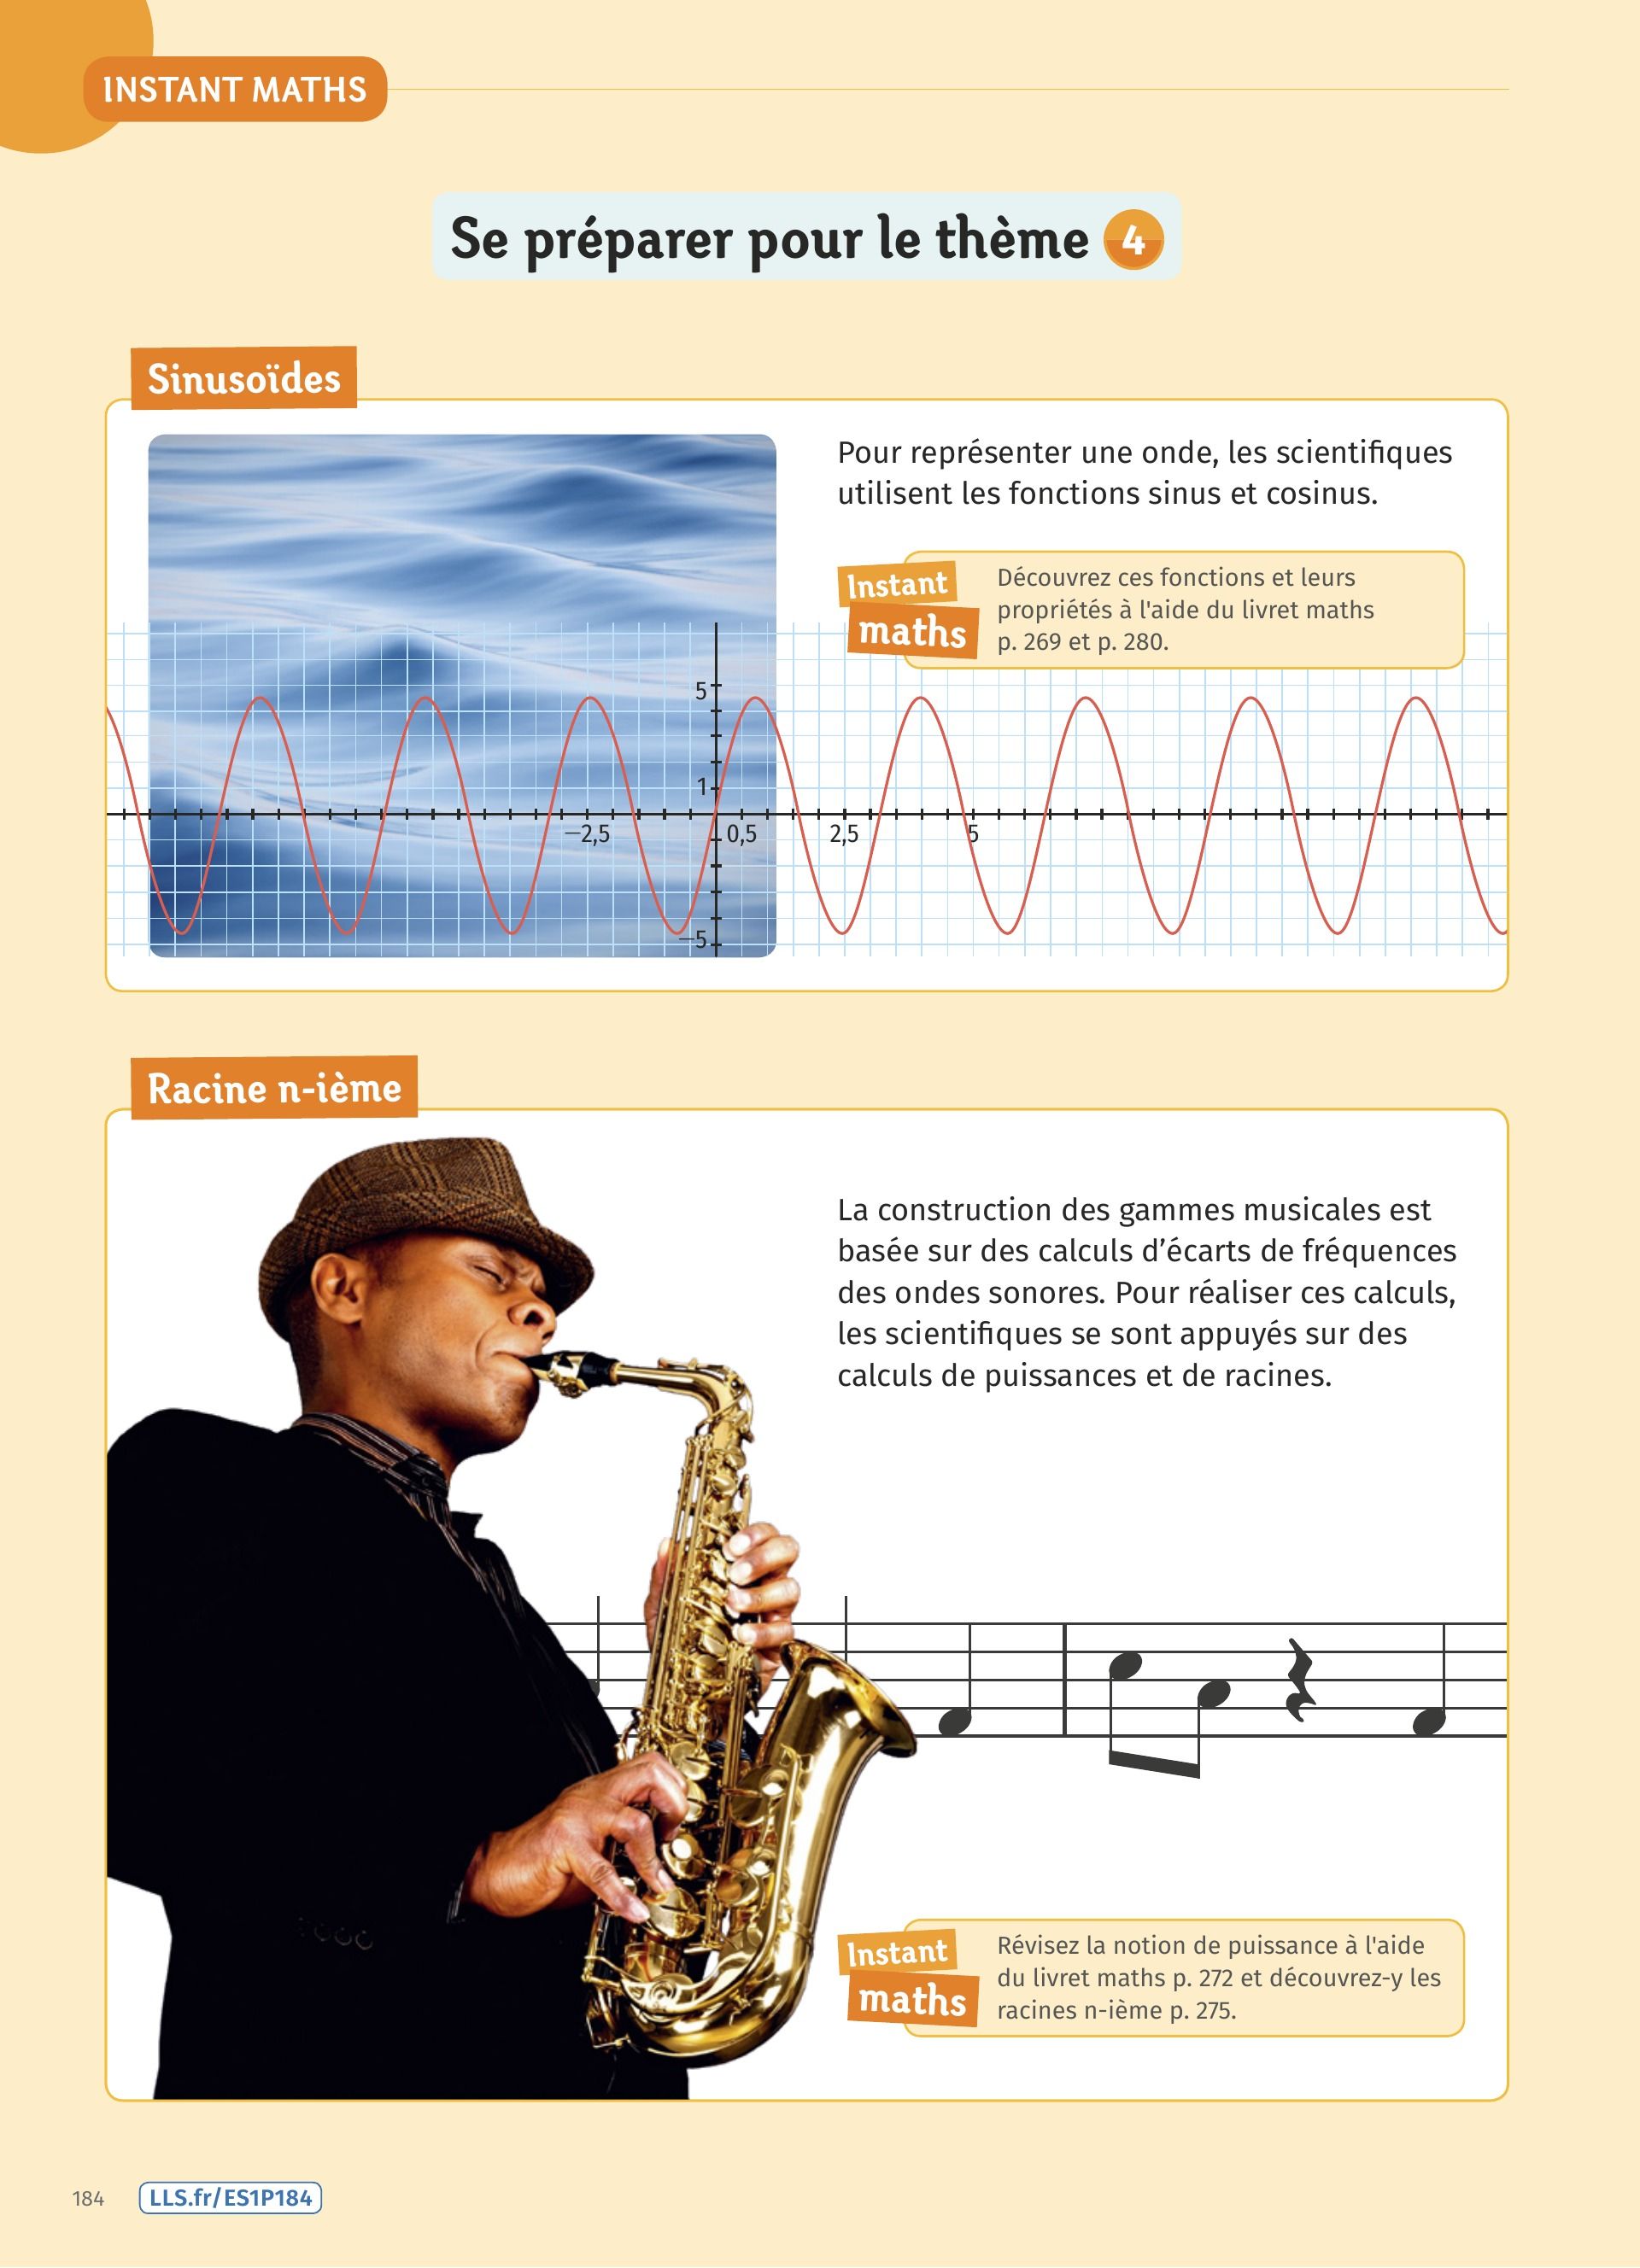 INSTANT MATHS
Se préparer pour le thème 4
Sinusoïdes
Pour représenter une onde, les scientifiques
utilisent les fonctions sinus et cosinus.
Instant
maths
Découvrez ces fonctions et leurs
propriétés à l'aide du livret maths
p. 269 et p. 280.
5
1
−2,5 0,5 2,5 5
−5
Racine n-ième
La construction des gammes musicales est
basée sur des calculs d’écarts de fréquences
des ondes sonores. Pour réaliser ces calculs,
les scientifiques se sont appuyés sur des
calculs de puissances et de racines.
Instant
maths
Révisez la notion de puissance à l'aide
du livret maths p. 272 et découvrez-y les
racines n-ième p. 275.
184 LLS.fr/ES1P184